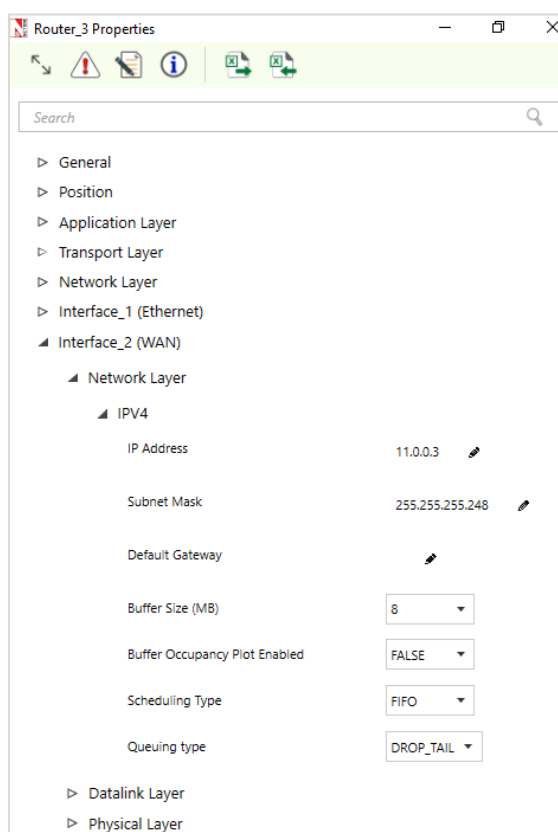 Router_3 Properties
Search
General
Position
Application Layer
Transport Layer
Network Layer
Interface_1 (Ethernet)
Interface_2 (WAN)
Network Layer
IPV4
IP Address 11.0.0.3
Subnet Mask 255.255.255.248
Default Gateway
Buffer Size (MB) 8
Buffer Occupancy Plot Enabled FALSE
Scheduling Type FIFO
Queuing type DROP_TAIL
Datalink Layer
Physical Layer